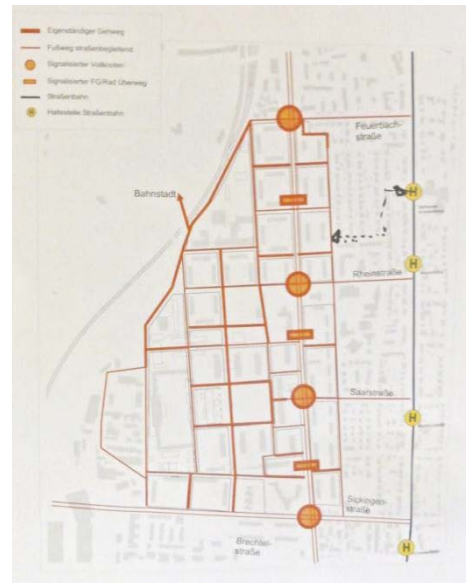 Eigenständiger Gehweg
Fußweg straßenbegleitend
Signalisierter Vollknoten
Signalisierter FG/Rad Überweg
Straßenbahn
H Haltestelle Straßenbahn
Feuerbach-
straße
Bahnstadt
H
H
Rheinstraße
Saarstraße
H
Sickingen-
straße
Brechtel-
straße
H